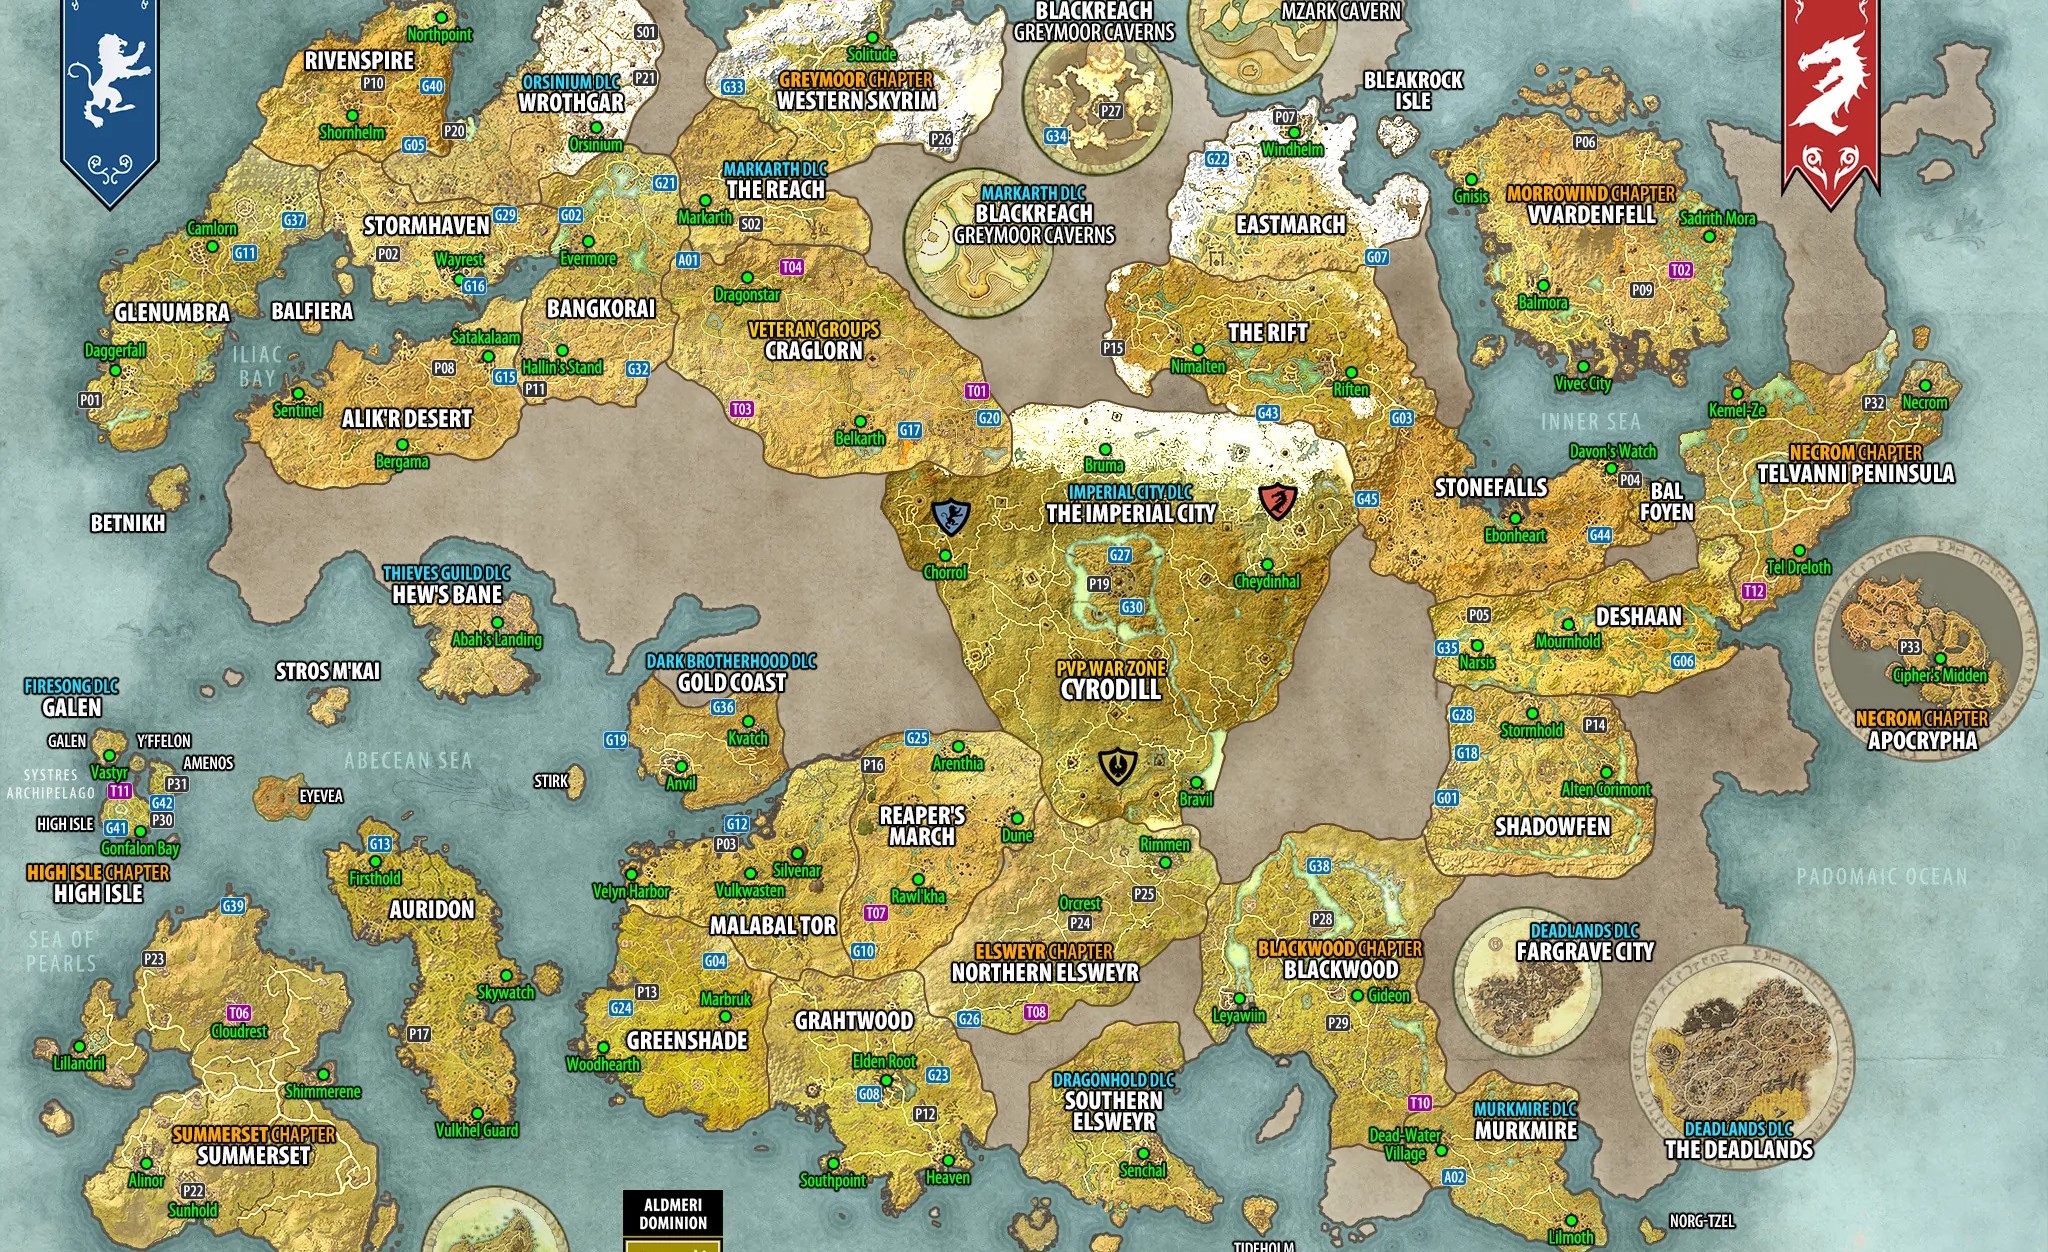 BLACKREACH
GREYMOOR CAVERNS
MZARK CAVERN
Northpoint
RIVENSPIRE
P10
G40
Shornhelm
G05
P20
S01
ORSINIUM DLC
WROTHGAR
P21
Orsinium
Solitude
G33
GREYMOOR CHAPTER
WESTERN SKYRIM
P26
P27
G34
BLEAKROCK
ISLE
P07
Windhelm
G22
EASTMARCH
G07
P06
Gnisis
MORROWIND CHAPTER
VVARDENFELL
Sadrith Mora
T02
P09
Balmora
Vivec City
MARKARTH DLC
THE REACH
Markarth
S02
G21
MARKARTH DLC
BLACKREACH
GREYMOOR CAVERNS
Camlorn
G37
G11
GLENUMBRA
Daggerfall
P01
STORMHAVEN
G29
P02
Wayrest
G16
BALFIERA
ILIAC
BAY
G02
Evermore
A01
BANGKORAI
Hallin's Stand
G32
P11
Satakalaam
P08
G15
Sentinel
ALIK'R DESERT
Bergama
T04
Dragonstar
VETERAN GROUPS
CRAGLORN
T03
T01
Belkarth
G17
G20
THE RIFT
P15
Nimalten
Riften
G43
G03
INNER SEA
Kemel-Ze
P32
Necrom
NECROM CHAPTER
TELVANNI PENINSULA
Tel Dreloth
T12
Davon's Watch
P04
STONEFALLS
BAL
FOYEN
Ebonheart
G44
G45
Bruma
IMPERIAL CITY DLC
THE IMPERIAL CITY
Chorrol
G27
P19
G30
Cheydinhal
PVP WAR ZONE
CYRODILL
Bravil
BETNIKH
THIEVES GUILD DLC
HEW'S BANE
Abah's Landing
STROS M'KAI
P05
DESHAAN
G35
Narsis
Mournhold
G06
P33
Cipher's Midden
NECROM CHAPTER
APOCRYPHA
FIRESONG DLC
GALEN
GALEN
Y'FFELON
Vastyr
AMENOS
SYSTRES
ARCHIPELAGO
T11
P31
G42
HIGH ISLE
G41
P30
Gonfalon Bay
HIGH ISLE CHAPTER
HIGH ISLE
ABECEAN SEA
EYEVEA
STIRK
DARK BROTHERHOOD DLC
GOLD COAST
G36
G19
Kvatch
Anvil
G28
Stormhold
P14
G18
Alten Corimont
G01
SHADOWFEN
PADOMAIC OCEAN
G25
P16
Arenthia
REAPER'S
MARCH
Dune
Rawl'kha
T07
G10
G12
P03
Silvenar
Velyn Harbor
Vulkwasten
MALABAL TOR
Rimmen
P25
Orcrest
P24
ELSWEYR CHAPTER
NORTHERN ELSWEYR
G26
T08
G38
P28
BLACKWOOD CHAPTER
BLACKWOOD
Leyawiin
Gideon
P29
T10
DEADLANDS DLC
FARGRAVE CITY
DEADLANDS DLC
THE DEADLANDS
G13
Firsthold
AURIDON
Skywatch
P17
Vulkhel Guard
SEA OF
PEARLS
G39
P23
T06
Cloudrest
Lillandril
Shimmerene
SUMMERSET CHAPTER
SUMMERSET
Alinor
P22
Sunhold
G04
G24
P13
Marbruk
GREENSHADE
Woodhearth
GRAHTWOOD
Elden Root
G23
G08
P12
Southpoint
Heaven
DRAGONHOLD DLC
SOUTHERN
ELSWEYR
Senchal
MURKMIRE DLC
MURKMIRE
Dead-Water
Village
A02
Lilmoth
NORG-TZEL
TIDEHOLM
ALDMERI
DOMINION